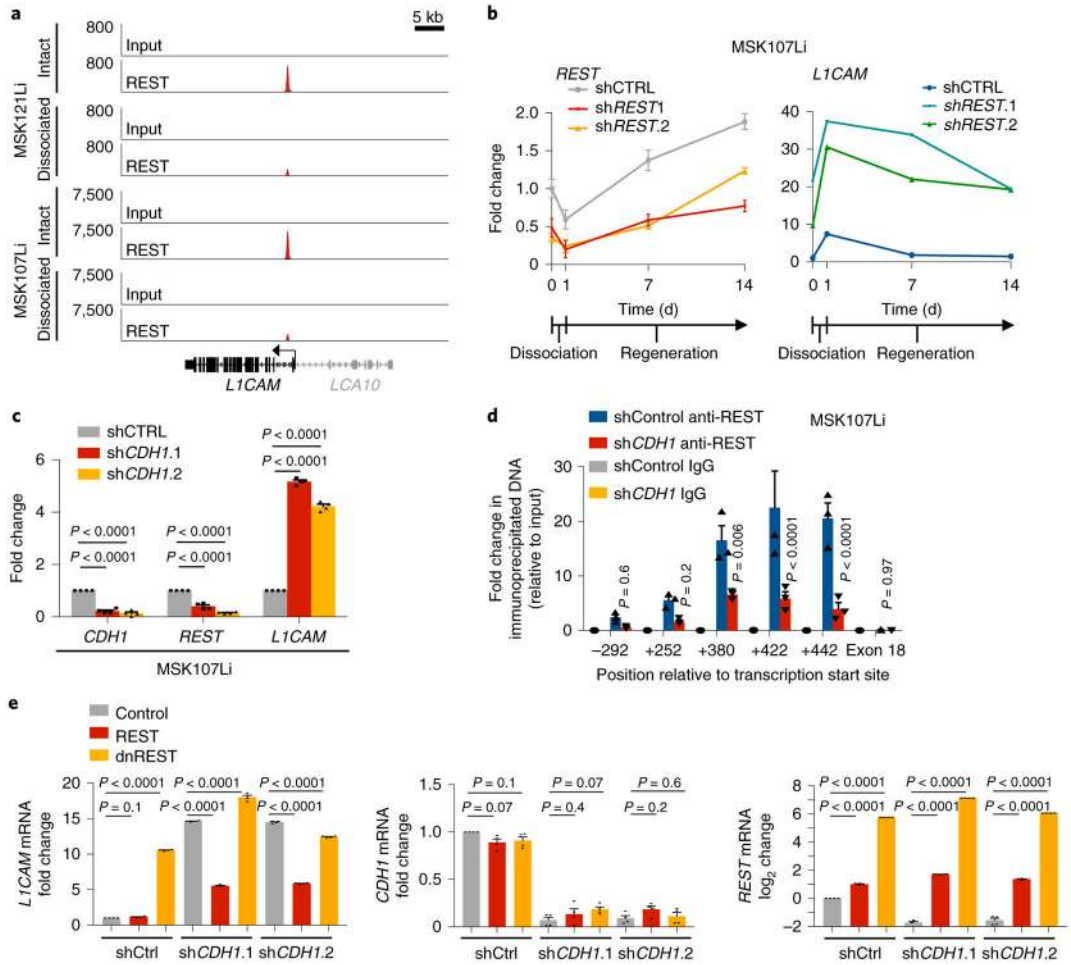 a
5 kb
MSK121Li
Intact
800
Input
800
REST
Dissociated
800
Input
800
REST
MSK107Li
Intact
7,500
Input
7,500
REST
Dissociated
7,500
Input
7,500
REST
L1CAM
LCA10
b
MSK107Li
REST
shCTRL
shREST1
shREST.2
Fold change
2.0
1.5
1.0
0.5
0
0 1 7 14
Time (d)
Dissociation Regeneration
L1CAM
shCTRL
shREST.1
shREST.2
40
30
20
10
0
0 1 7 14
Time (d)
Dissociation Regeneration
c
shCTRL
shCDH1.1
shCDH1.2
P < 0.0001
P < 0.0001
P < 0.0001
P < 0.0001
P < 0.0001
P < 0.0001
Fold change
6
4
2
0
CDH1 REST L1CAM
MSK107Li
d
MSK107Li
shControl anti-REST
shCDH1 anti-REST
shControl IgG
shCDH1 IgG
Fold change in
immunoprecipitated DNA
(relative to input)
30
20
10
0
P = 0.6
P = 0.2
P = 0.006
P < 0.0001
P < 0.0001
P = 0.97
−292 +252 +380 +422 +442 Exon 18
Position relative to transcription start site
e
Control
REST
dnREST
L1CAM mRNA
fold change
20
15
10
5
0
P < 0.0001 P < 0.0001 P < 0.0001
P = 0.1 P < 0.0001 P < 0.0001
shCtrl shCDH1.1 shCDH1.2
CDH1 mRNA
fold change
1.5
1.0
0.5
0
P = 0.1 P = 0.07 P = 0.6
P = 0.07 P = 0.4 P = 0.2
shCtrl shCDH1.1 shCDH1.2
REST mRNA
log2 change
8
6
4
2
0
−2
P < 0.0001 P < 0.0001 P < 0.0001
P < 0.0001 P < 0.0001 P < 0.0001
shCtrl shCDH1.1 shCDH1.2